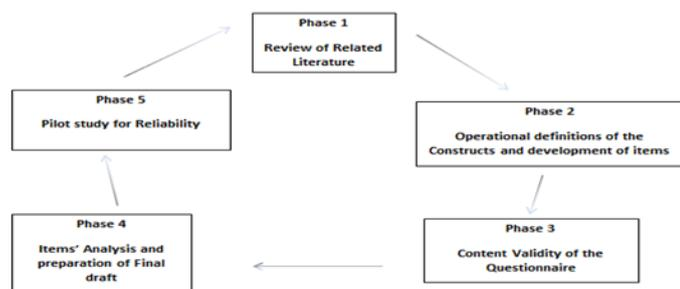 Phase 1
Review of Related
Literature
Phase 2
Operational definitions of the
Constructs and development of items
Phase 3
Content Validity of the
Questionnaire
Phase 4
Items' Analysis and
preparation of Final
draft
Phase 5
Pilot study for Reliability